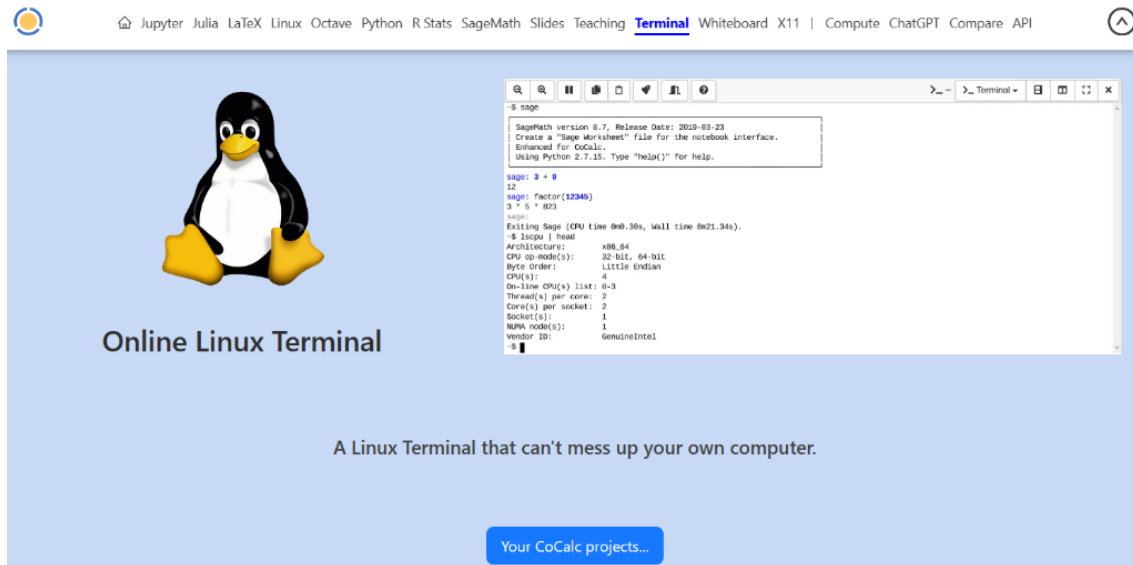 Jupyter Julia LaTeX Linux Octave Python R Stats SageMath Slides Teaching Terminal Whiteboard X11 | Compute ChatGPT Compare API
>_ ~ >_ Terminal
~$ sage
SageMath version 8.7, Release Date: 2019-03-23
Create a "Sage Worksheet" file for the notebook interface.
Enhanced for CoCalc.
Using Python 2.7.15. Type "help()" for help.
sage: 3 + 9
12
sage: factor(12345)
3 * 5 * 823
sage:
Exiting Sage (CPU time 0m0.30s, Wall time 0m21.34s).
~$ lscpu | head
Architecture: x86_64
CPU op-mode(s): 32-bit, 64-bit
Byte Order: Little Endian
CPU(s): 4
On-line CPU(s) list: 0-3
Thread(s) per core: 2
Core(s) per socket: 2
Socket(s): 1
NUMA node(s): 1
Vendor ID: GenuineIntel
~$
Online Linux Terminal
A Linux Terminal that can't mess up your own computer.
Your CoCalc projects...